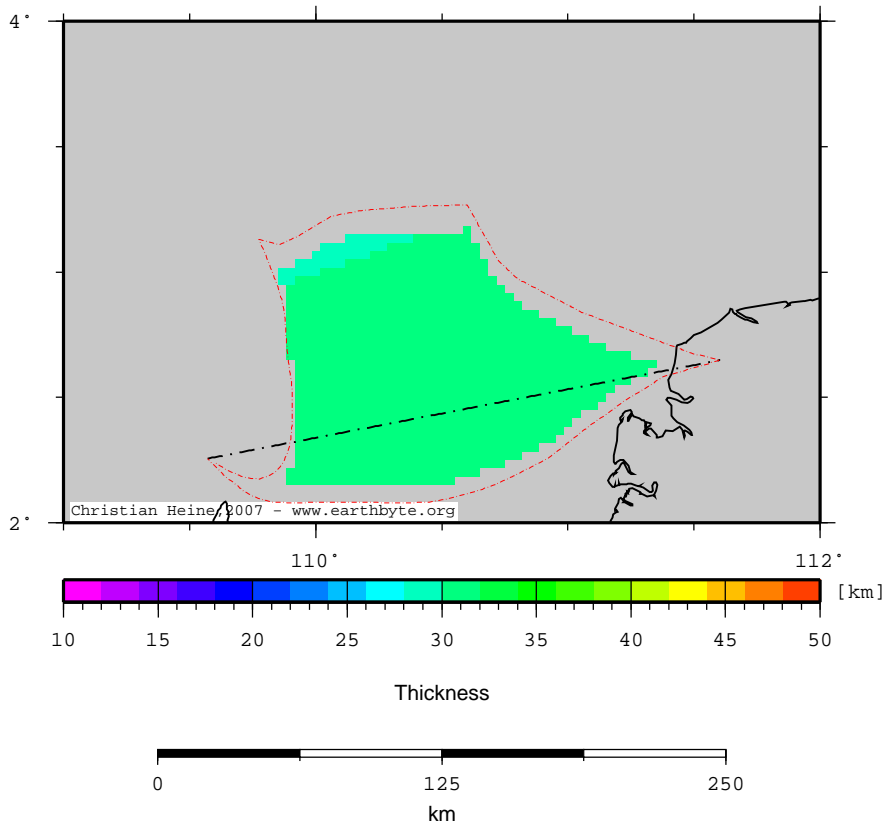 4°
Christian Heine,2007 - www.earthbyte.org
2°
110° 112°
[km]
10 15 20 25 30 35 40 45 50
Thickness
0 125 250
km